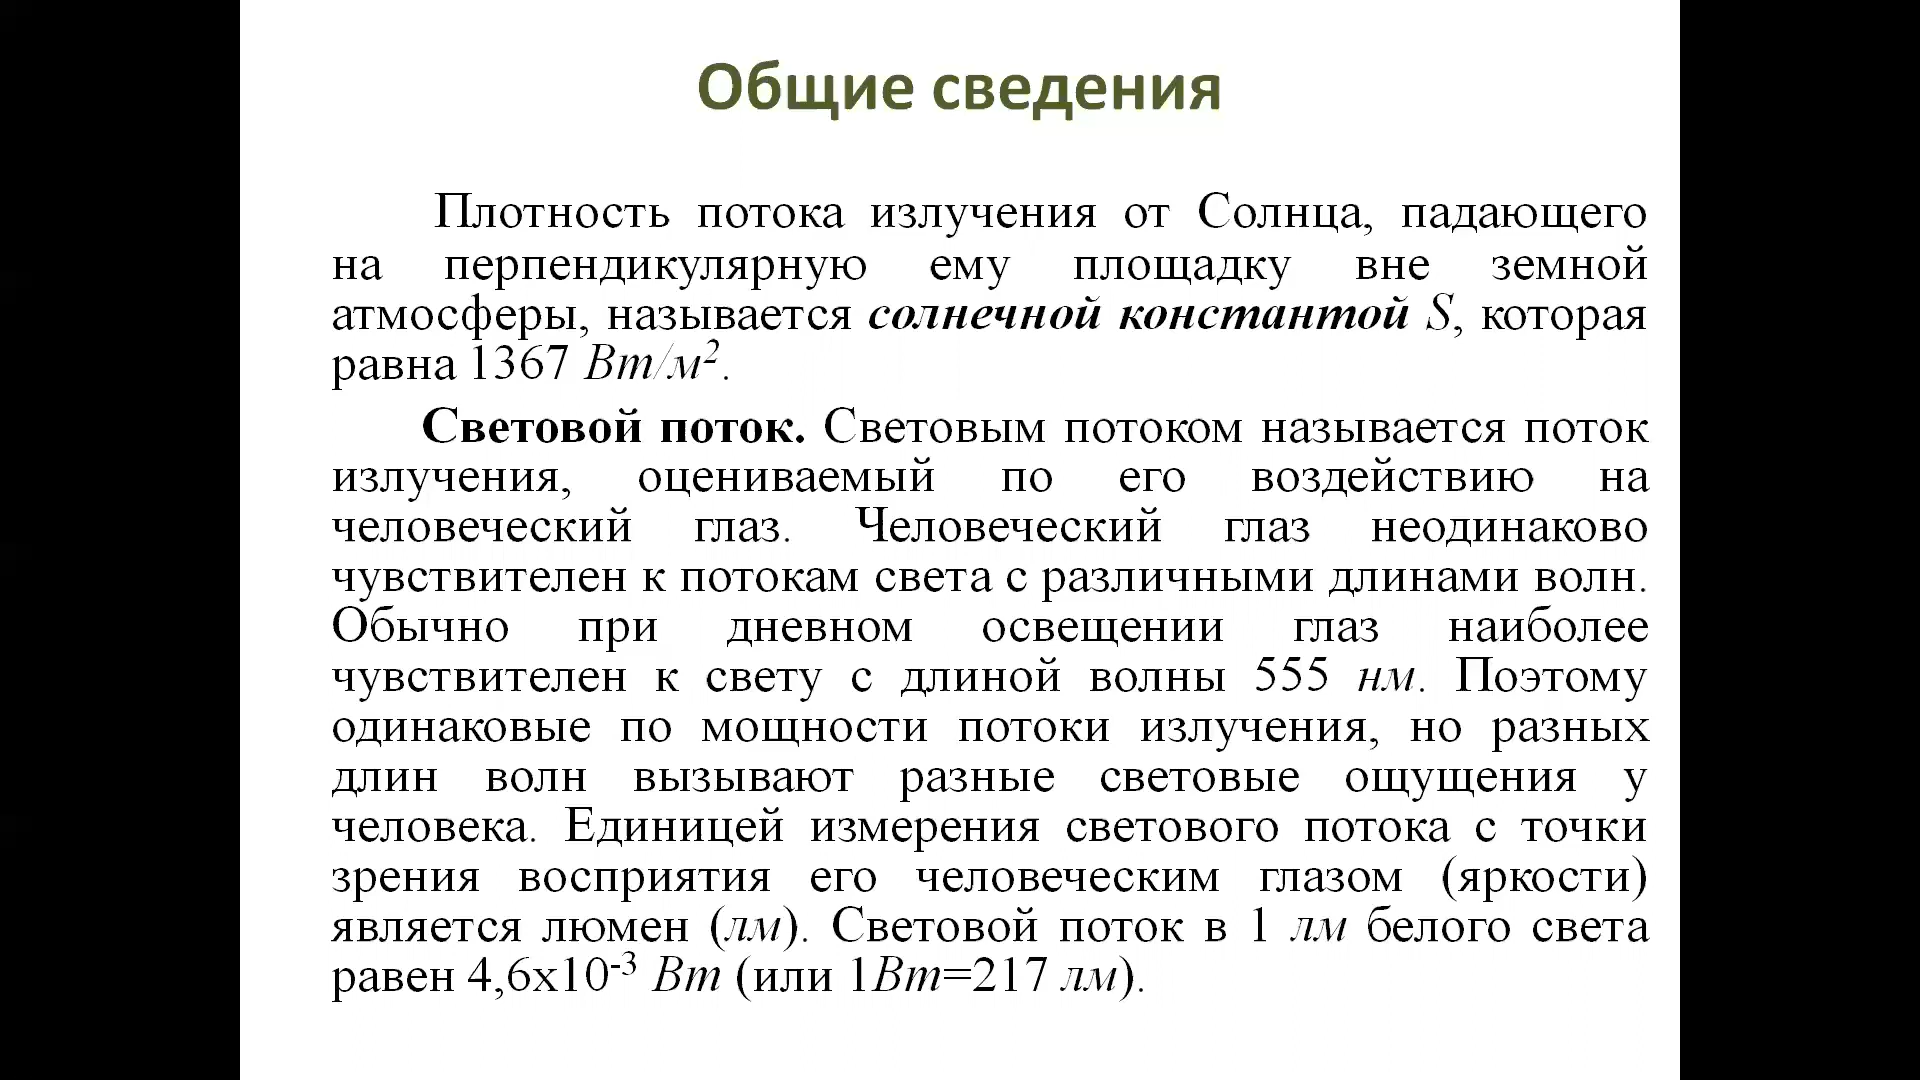 Общие сведения
Плотность потока излучения от Солнца, падающего
на перпендикулярную ему площадку вне земной
атмосферы, называется солнечной константой S, которая
равна 1367 Вт/м².
Световой поток. Световым потоком называется поток
излучения, оцениваемый по его воздействию на
человеческий глаз. Человеческий глаз неодинаково
чувствителен к потокам света с различными длинами волн.
Обычно при дневном освещении глаз наиболее
чувствителен к свету с длиной волны 555 нм. Поэтому
одинаковые по мощности потоки излучения, но разных
длин волн вызывают разные световые ощущения у
человека. Единицей измерения светового потока с точки
зрения восприятия его человеческим глазом (яркости)
является люмен (лм). Световой поток в 1 лм белого света
равен 4,6х10⁻³ Вт (или 1Вт=217 лм).